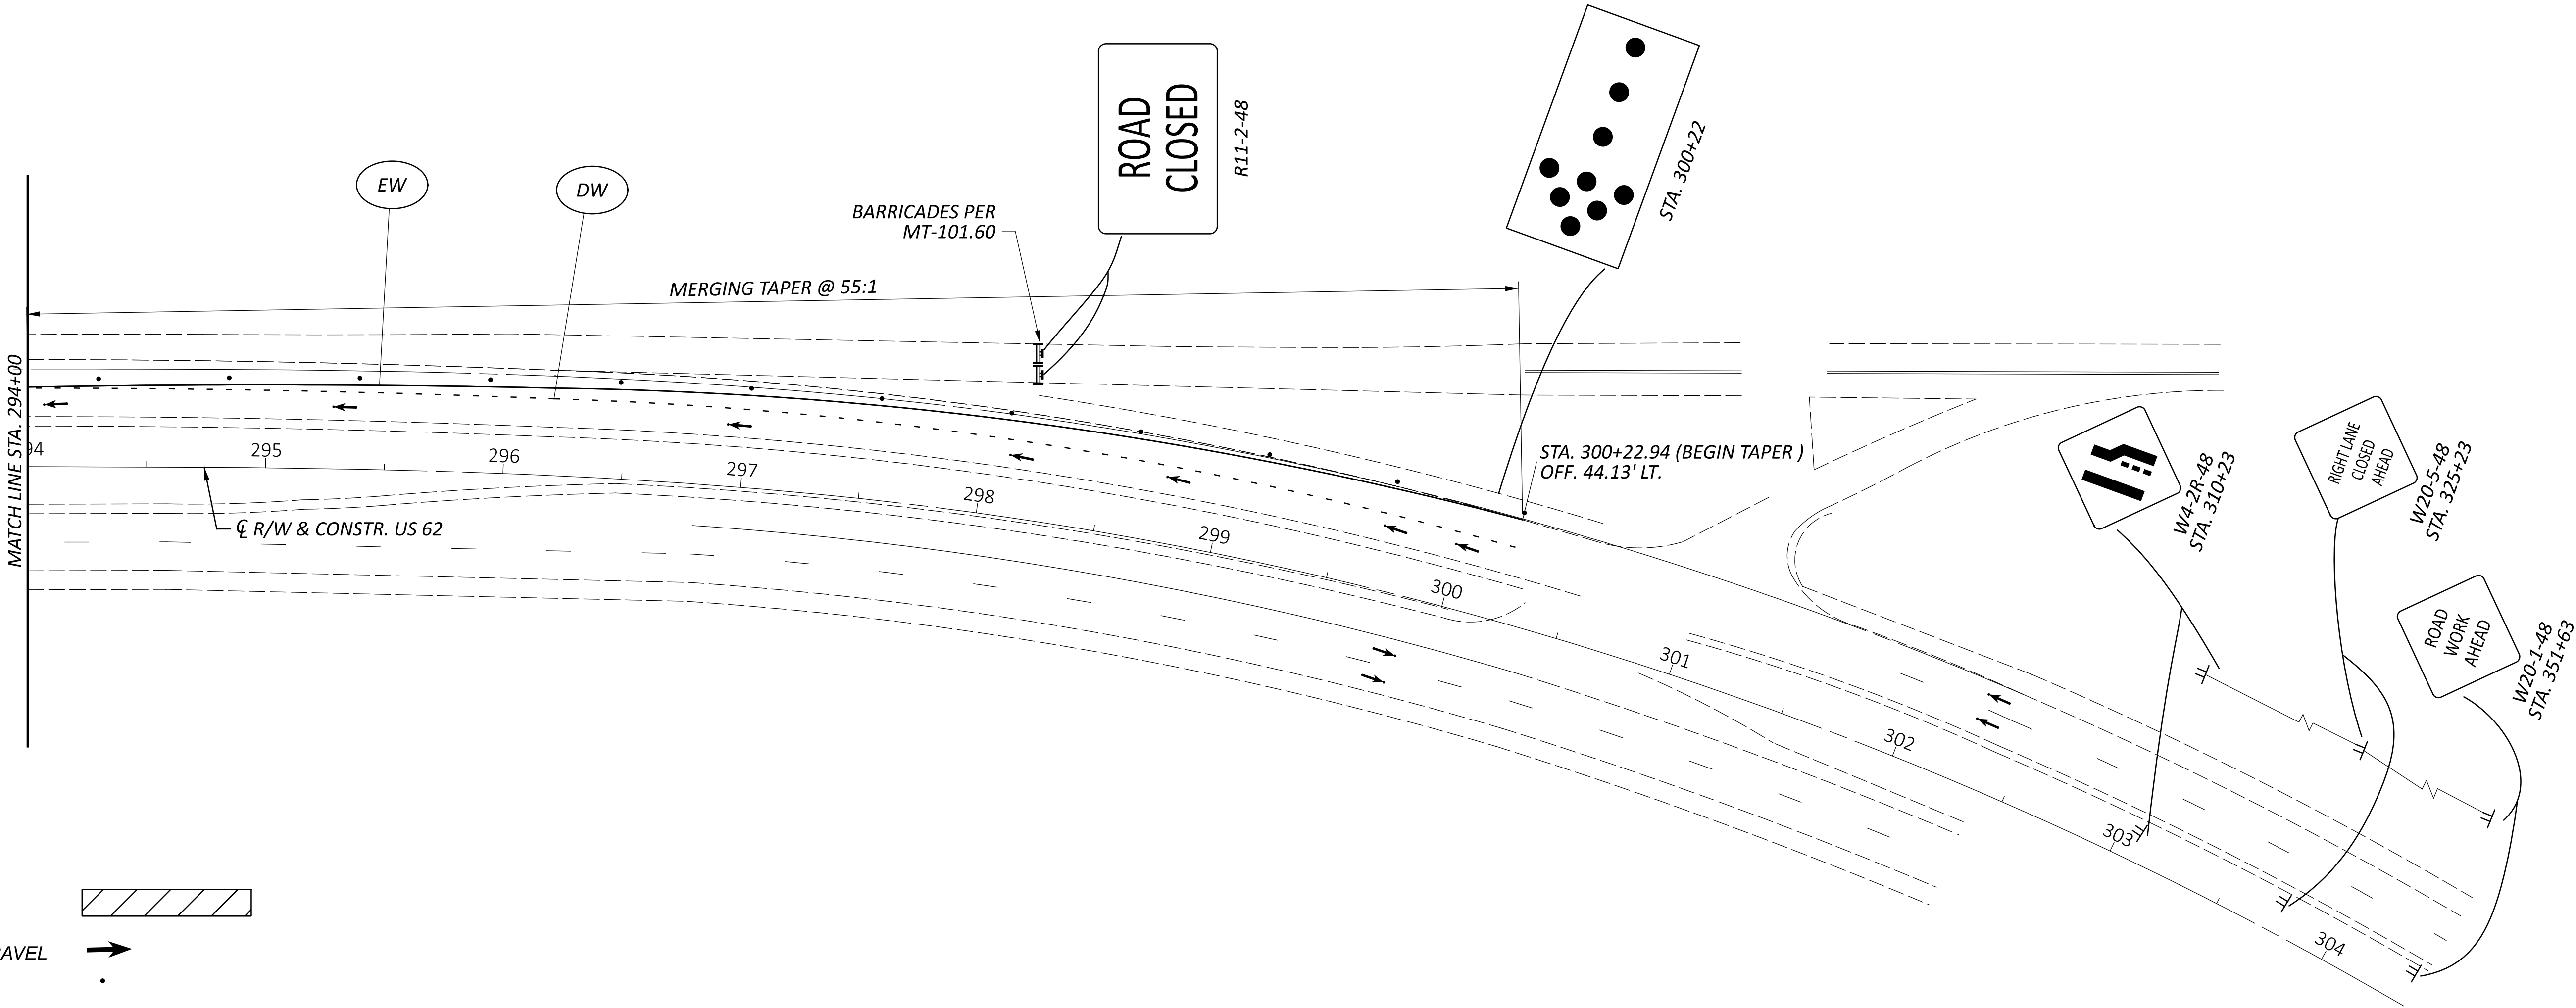 ROAD
CLOSED
R11-2-48
STA. 300+22
EW
DW
BARRICADES PER
MT-101.60
MERGING TAPER @ 55:1
MATCH LINE STA. 294+00
94
295
296
297
298
299
300
301
302
303
304
℄ R/W & CONSTR. US 62
STA. 300+22.94 (BEGIN TAPER )
OFF. 44.13' LT.
W4-2R-48
STA. 310+23
RIGHT LANE
CLOSED
AHEAD
W20-5-48
STA. 325+23
ROAD
WORK
AHEAD
W20-1-48
STA. 351+63